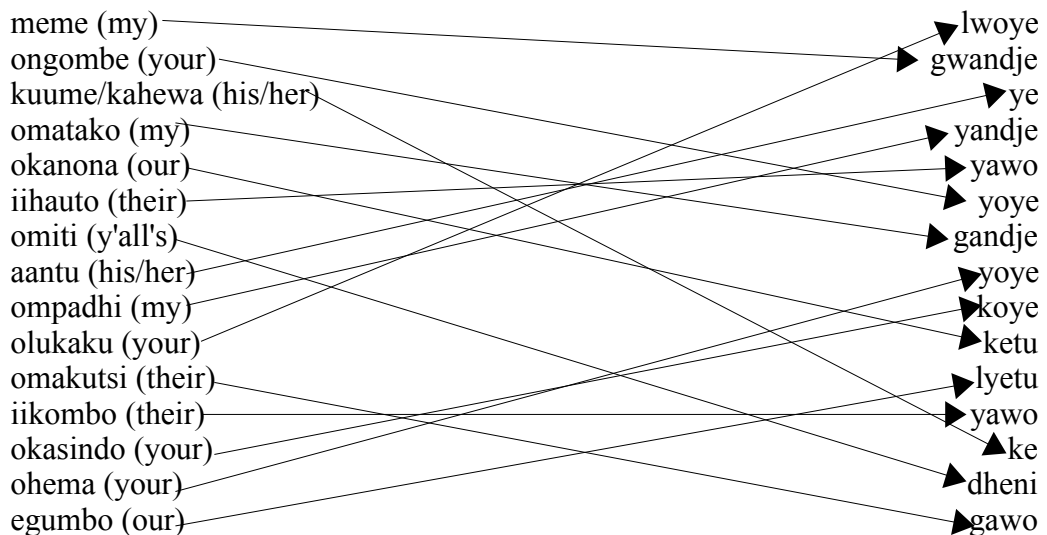 meme (my) lwoye
ongombe (your) gwandje
kuume/kahewa (his/her) ye
omatako (my) yandje
okanona (our) yawo
iihauto (their) yoye
omiti (y'all's) gandje
aantu (his/her) yoye
ompadhi (my) koye
olukaku (your) ketu
omakutsi (their) lyetu
iikombo (their) yawo
okasindo (your) ke
ohema (your) dheni
egumbo (our) gawo